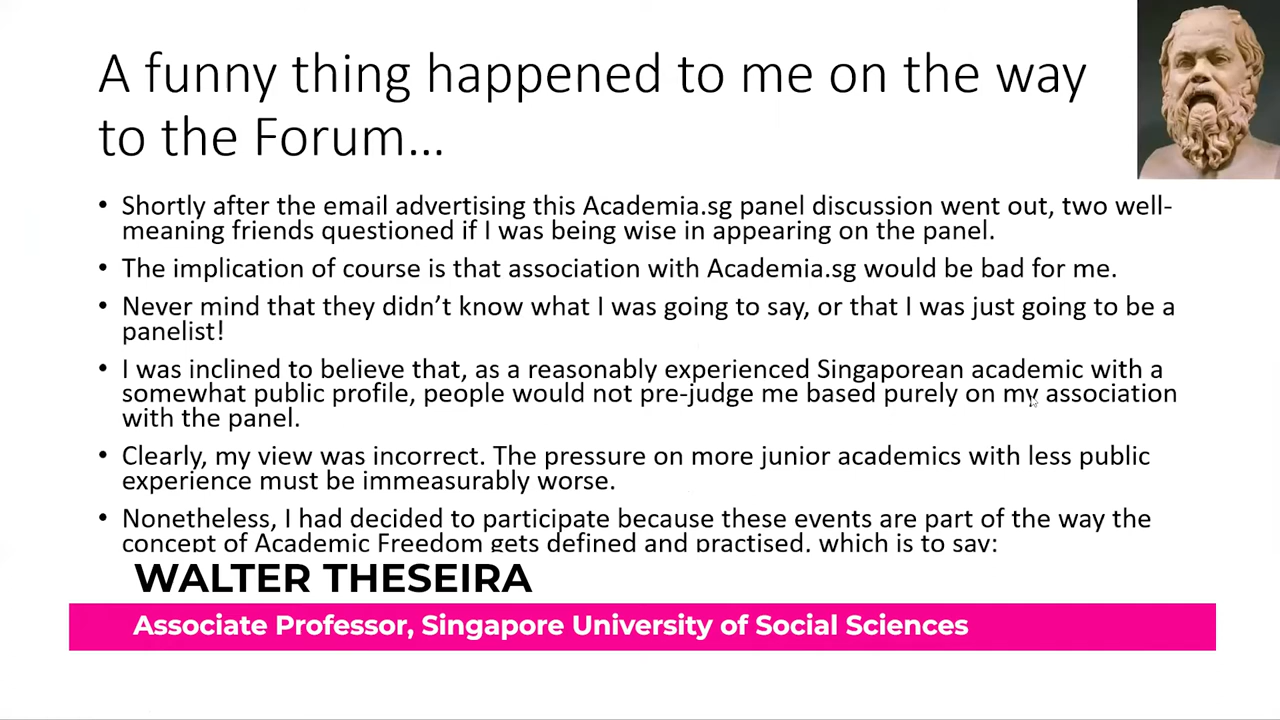 A funny thing happened to me on the way
to the Forum...
• Shortly after the email advertising this Academia.sg panel discussion went out, two well-
meaning friends questioned if I was being wise in appearing on the panel.
• The implication of course is that association with Academia.sg would be bad for me.
• Never mind that they didn’t know what I was going to say, or that I was just going to be a
panelist!
• I was inclined to believe that, as a reasonably experienced Singaporean academic with a
somewhat public profile, people would not pre-judge me based purely on my association
with the panel.
• Clearly, my view was incorrect. The pressure on more junior academics with less public
experience must be immeasurably worse.
• Nonetheless, I had decided to participate because these events are part of the way the
concept of Academic Freedom gets defined and practised, which is to say:
WALTER THESEIRA
Associate Professor, Singapore University of Social Sciences